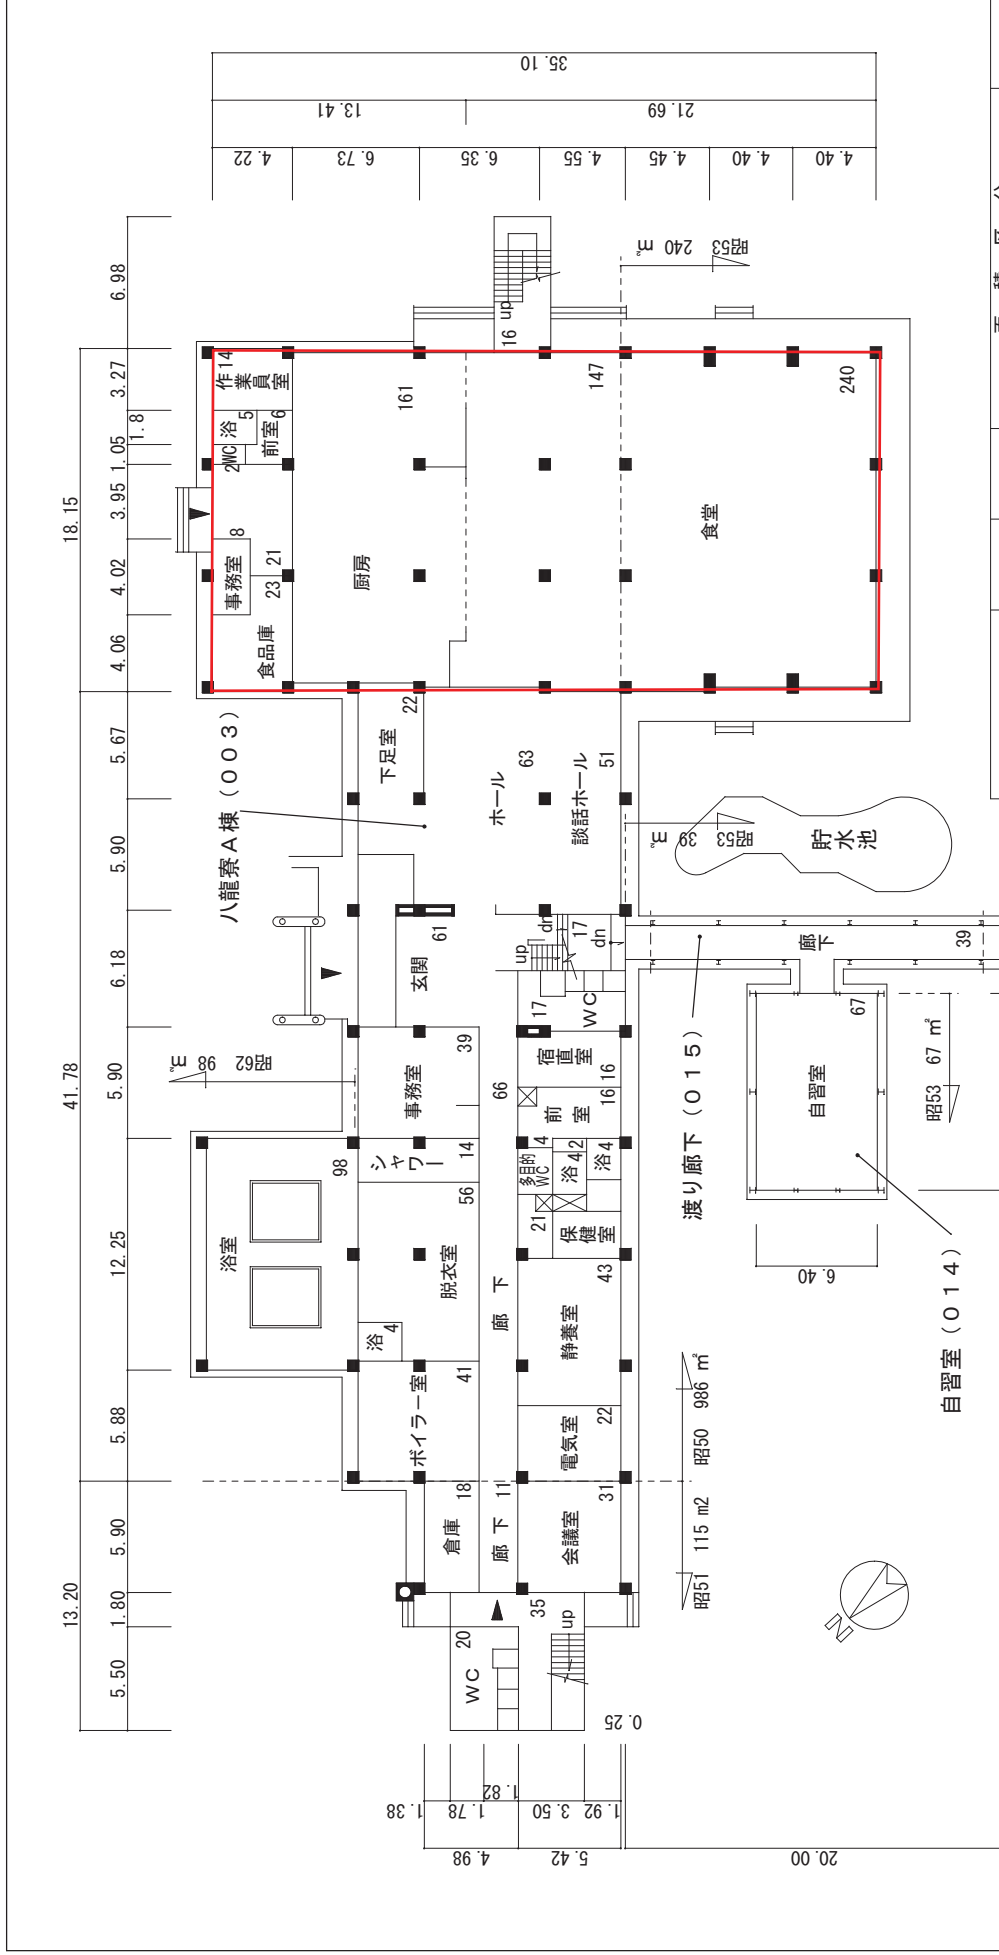 35.10
13.41
21.69
4.22
6.73
6.35
4.55
4.45
4.40
4.40
6.98
3.27
1.8
1.05
3.95
4.02
4.06
18.15
5.67
5.90
6.18
5.90
41.78
12.25
5.88
5.90
13.20
1.80
5.50
昭53 240 ㎡
up
16
作業員室
14
浴
5
前室
6
WC
2
事務室
8
21
23
食品庫
厨房
161
147
食堂
240
八龍寮A棟(003)
下足室
22
ホール
63
談話ホール
51
昭53 39 ㎡
貯水池
玄関
61
up
dn
17
dn
17
WC
廊下
39
昭62 98 ㎡
事務室
39
66
宿直室
16
前室
16
渡り廊下(015)
自習室
67
昭53 67 ㎡
6.40
自習室(014)
浴室
98
シャワー
14
56
脱衣室
浴
4
多目的WC
4
浴
4
2
浴
4
21
保健室
43
廊下
静養室
ボイラー室
41
電気室
22
昭50 986 ㎡
昭51 115 m2
倉庫
18
廊下
11
会議室
31
35
20
WC
up
N
0.25
1.38
1.78
1.82
3.50
1.92
4.98
5.42
20.00